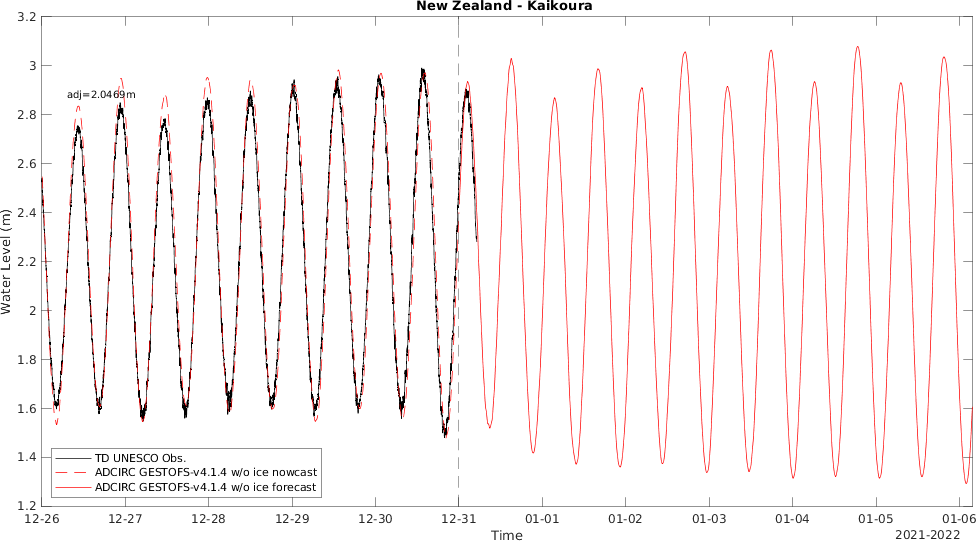 New Zealand - Kaikoura
3.2
3
2.8
2.6
2.4
2.2
2
1.8
1.6
1.4
1.2
Water Level (m)
adj=2.0469m
TD UNESCO Obs.
ADCIRC GESTOFS-v4.1.4 w/o ice nowcast
ADCIRC GESTOFS-v4.1.4 w/o ice forecast
12-26 12-27 12-28 12-29 12-30 12-31 01-01 01-02 01-03 01-04 01-05 01-06
Time
2021-2022